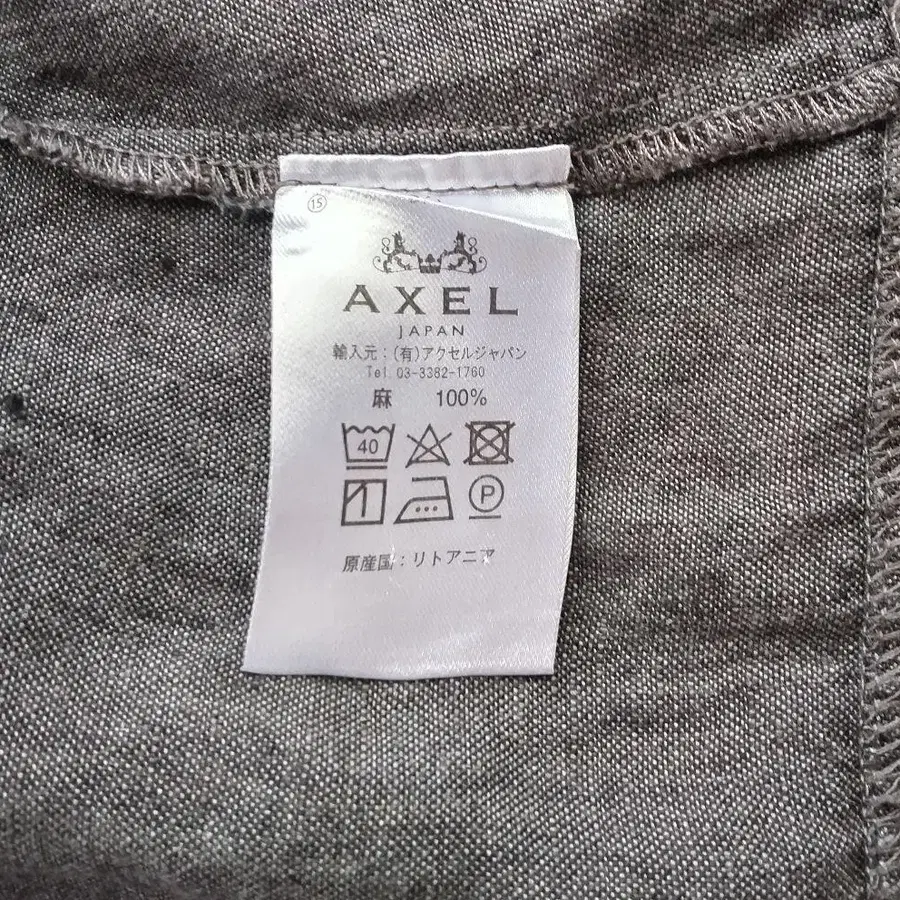 ⑮
AXEL
JAPAN
輸入元：(有)アクセルジャパン
Tel 03-3382-1760
麻 100%
40
P
原産国：リトアニア